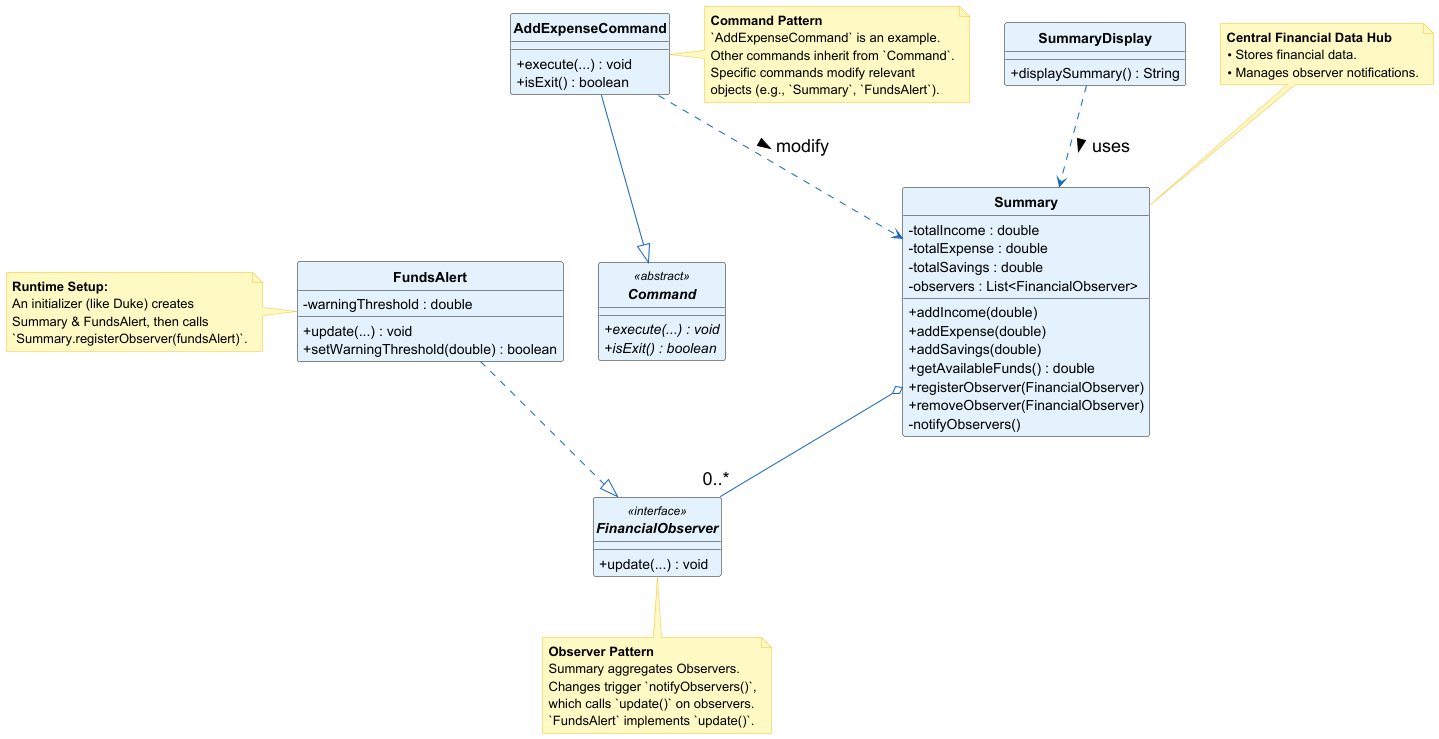 AddExpenseCommand
+execute(...) : void
+isExit() : boolean
Command Pattern
`AddExpenseCommand` is an example.
Other commands inherit from `Command`.
Specific commands modify relevant
objects (e.g., `Summary`, `FundsAlert`).
SummaryDisplay
+displaySummary() : String
Central Financial Data Hub
• Stores financial data.
• Manages observer notifications.
modify
uses
Summary
-totalIncome : double
-totalExpense : double
-totalSavings : double
-observers : List<FinancialObserver>
+addIncome(double)
+addExpense(double)
+addSavings(double)
+getAvailableFunds() : double
+registerObserver(FinancialObserver)
+removeObserver(FinancialObserver)
-notifyObservers()
Runtime Setup:
An initializer (like Duke) creates
Summary & FundsAlert, then calls
`Summary.registerObserver(fundsAlert)`.
FundsAlert
-warningThreshold : double
+update(...) : void
+setWarningThreshold(double) : boolean
«abstract»
Command
+execute(...) : void
+isExit() : boolean
0..*
«interface»
FinancialObserver
+update(...) : void
Observer Pattern
Summary aggregates Observers.
Changes trigger `notifyObservers()`,
which calls `update()` on observers.
`FundsAlert` implements `update()`.